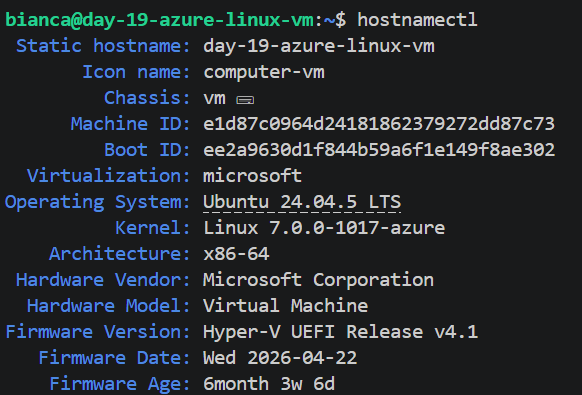 bianca@day-19-azure-linux-vm:~$ hostnamectl
Static hostname: day-19-azure-linux-vm
Icon name: computer-vm
Chassis: vm 🖴
Machine ID: e1d87c0964d24181862379272dd87c73
Boot ID: ee2a9630d1f844b59a6f1e149f8ae302
Virtualization: microsoft
Operating System: Ubuntu 24.04.5 LTS
Kernel: Linux 7.0.0-1017-azure
Architecture: x86-64
Hardware Vendor: Microsoft Corporation
Hardware Model: Virtual Machine
Firmware Version: Hyper-V UEFI Release v4.1
Firmware Date: Wed 2026-04-22
Firmware Age: 6month 3w 6d